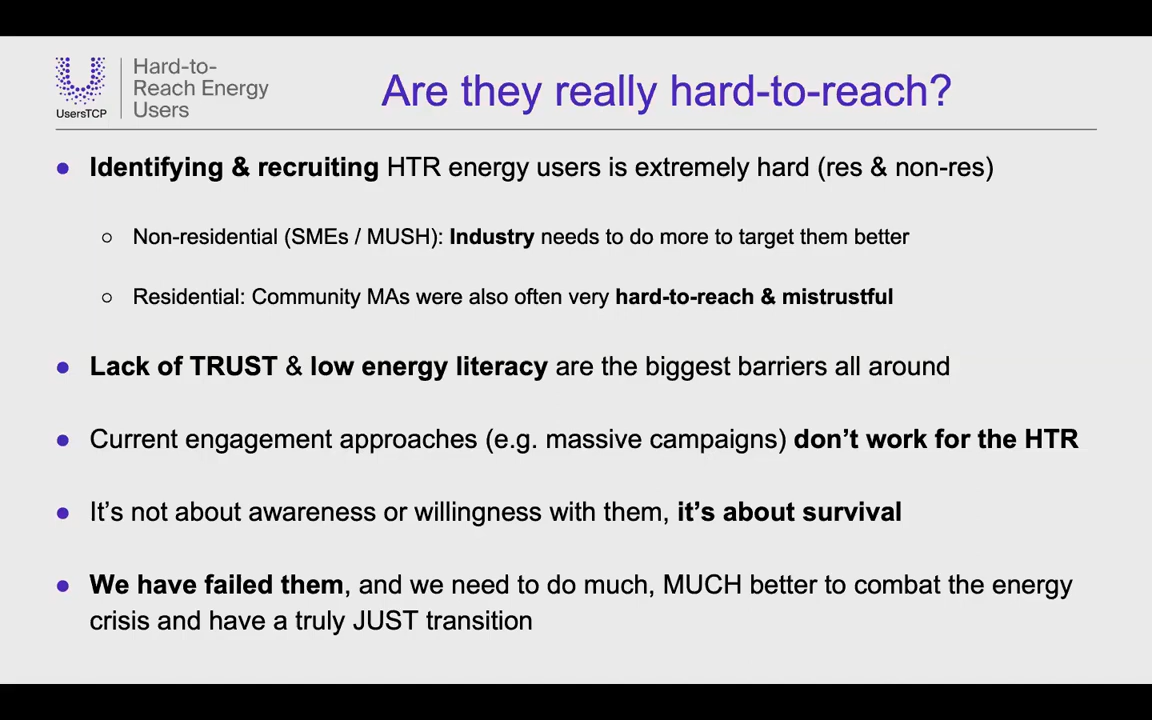 Hard-to-
Reach Energy
Users
UsersTCP
Are they really hard-to-reach?
● Identifying & recruiting HTR energy users is extremely hard (res & non-res)
○ Non-residential (SMEs / MUSH): Industry needs to do more to target them better
○ Residential: Community MAs were also often very hard-to-reach & mistrustful
● Lack of TRUST & low energy literacy are the biggest barriers all around
● Current engagement approaches (e.g. massive campaigns) don’t work for the HTR
● It’s not about awareness or willingness with them, it’s about survival
● We have failed them, and we need to do much, MUCH better to combat the energy
crisis and have a truly JUST transition